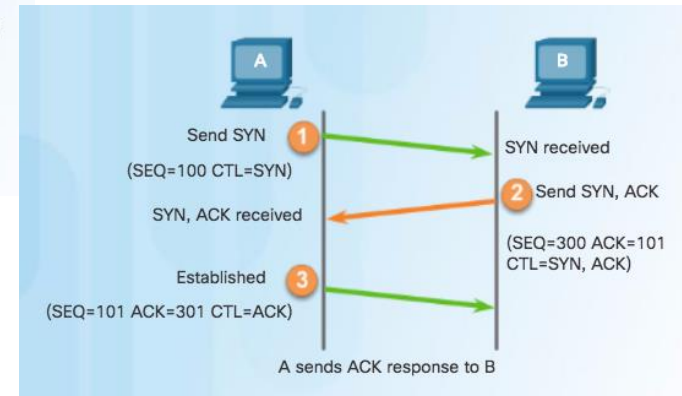 A
B
Send SYN
1
(SEQ=100 CTL=SYN)
SYN received
2
Send SYN, ACK
SYN, ACK received
(SEQ=300 ACK=101
CTL=SYN, ACK)
Established
3
(SEQ=101 ACK=301 CTL=ACK)
A sends ACK response to B